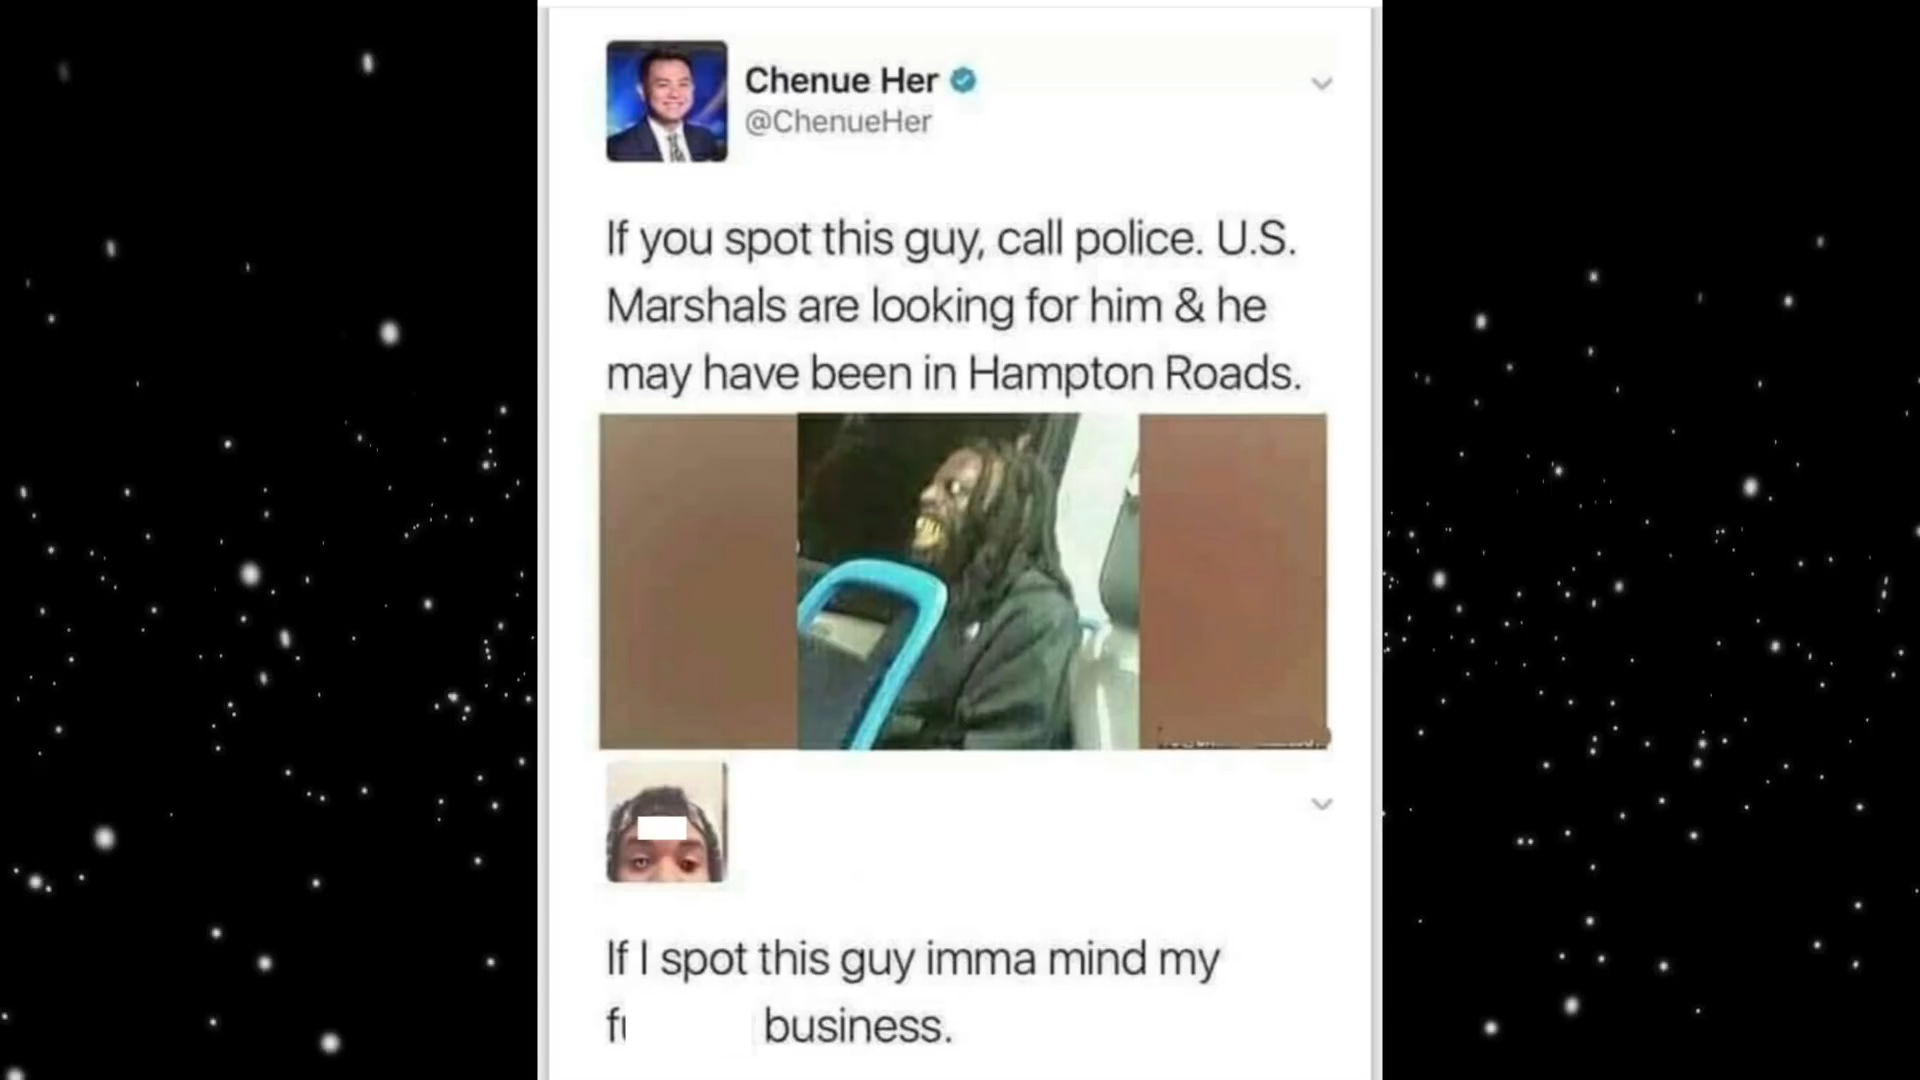 Chenue Her
@ChenueHer
If you spot this guy, call police. U.S.
Marshals are looking for him & he
may have been in Hampton Roads.
If I spot this guy imma mind my
fu business.